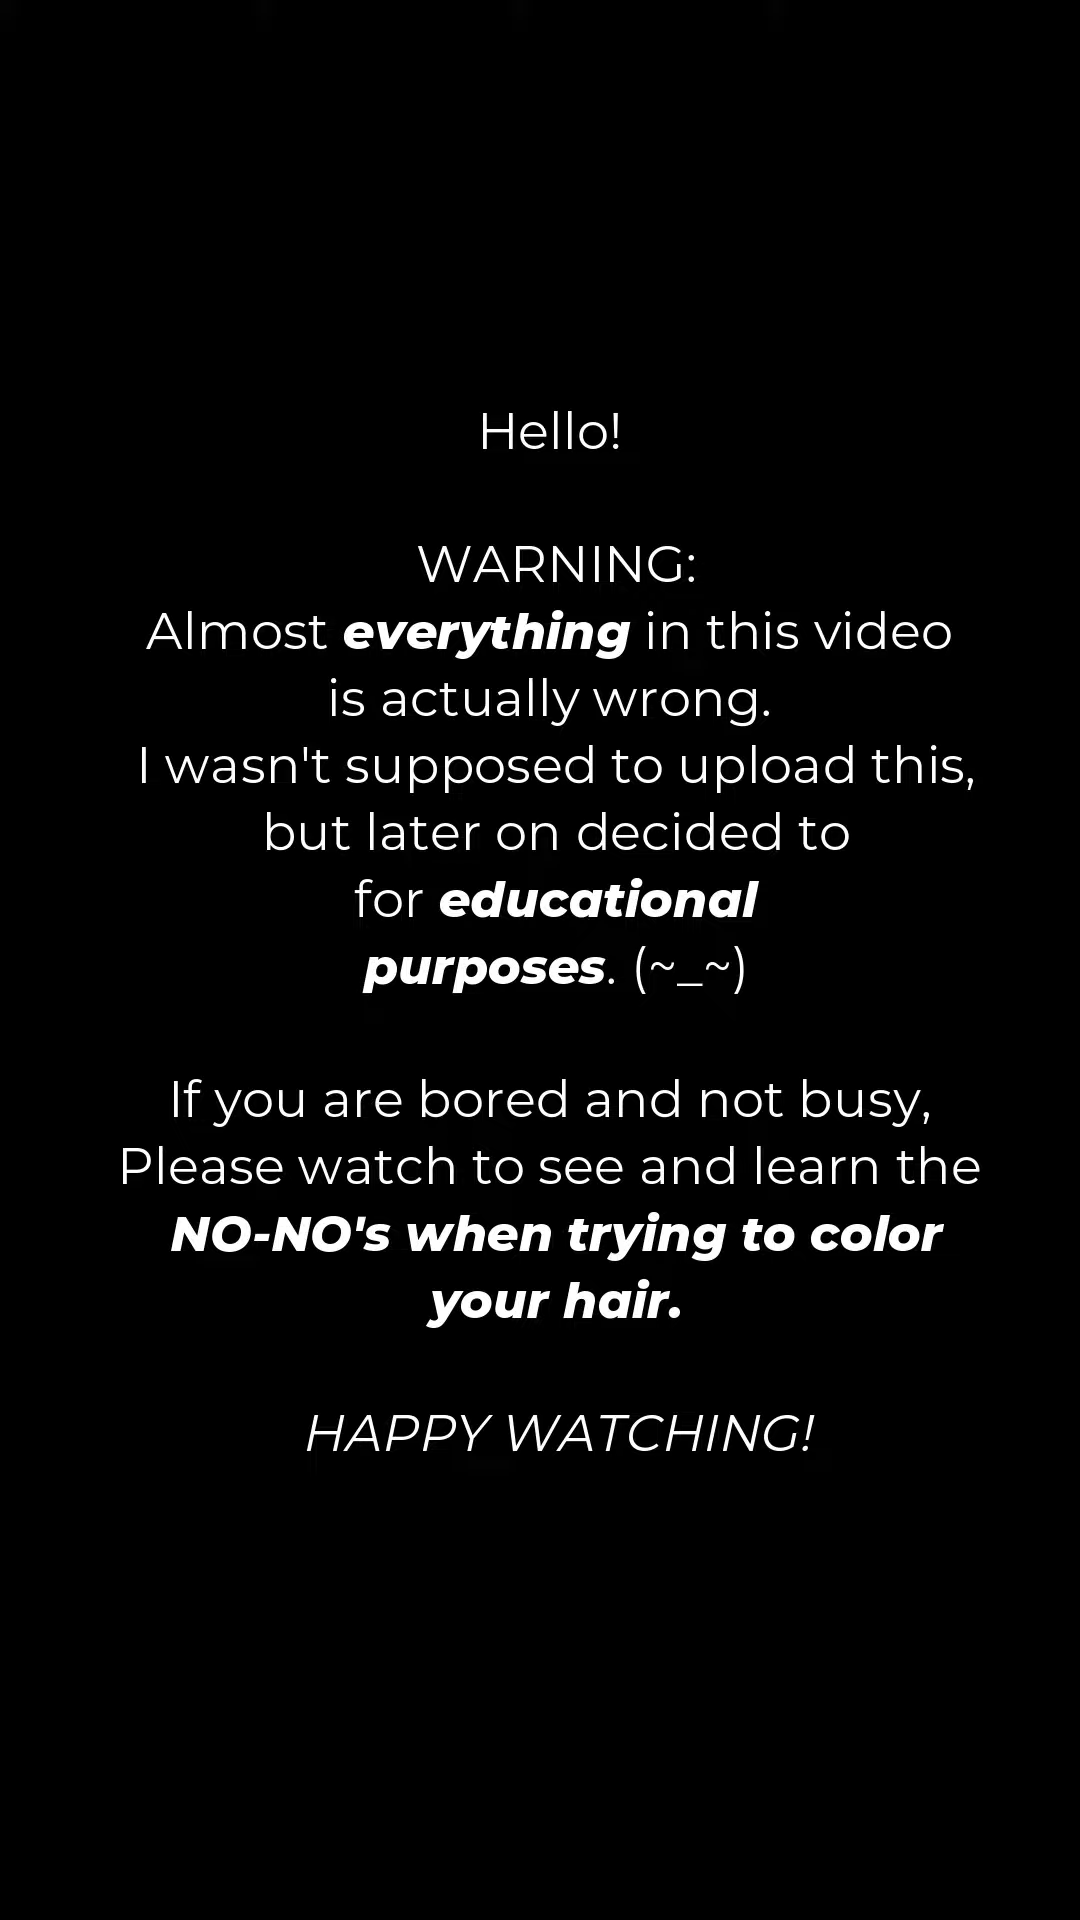 Hello!
WARNING:
Almost everything in this video
is actually wrong.
I wasn't supposed to upload this,
but later on decided to
for educational
purposes. (~_~)
If you are bored and not busy,
Please watch to see and learn the
NO-NO's when trying to color
your hair.
HAPPY WATCHING!